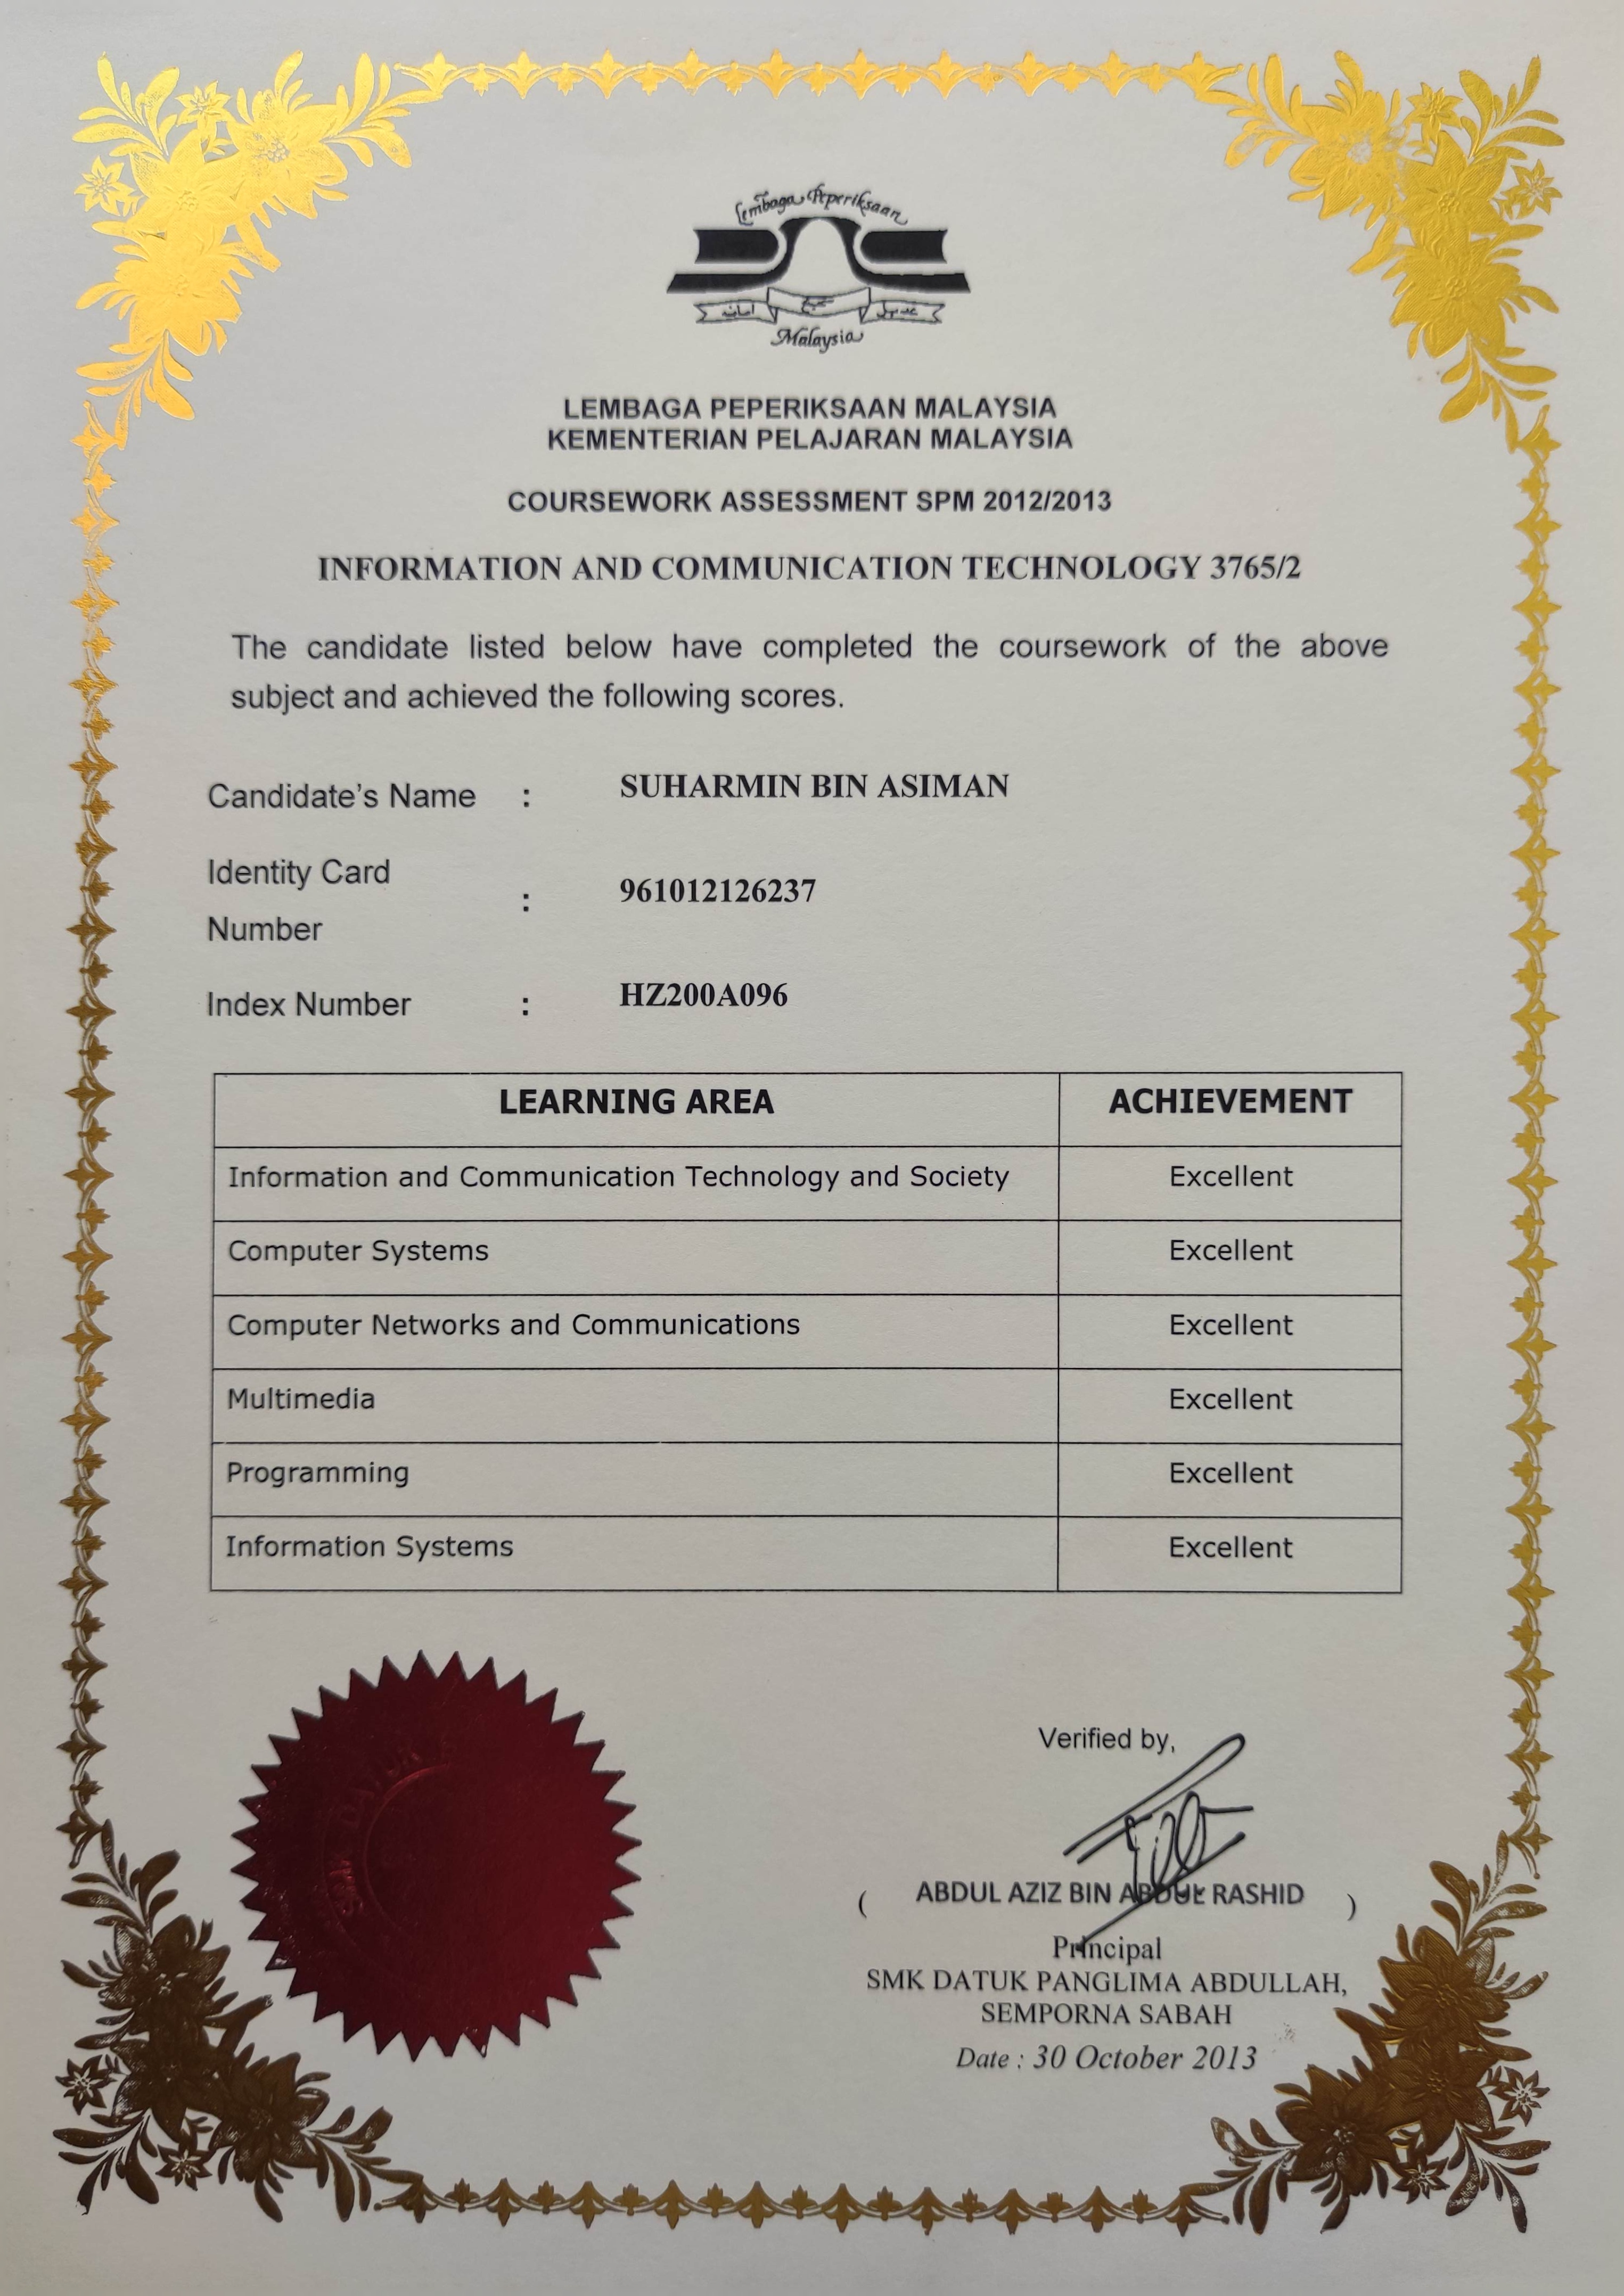 Lembaga Peperiksaan
Malaysia
LEMBAGA PEPERIKSAAN MALAYSIA
KEMENTERIAN PELAJARAN MALAYSIA
COURSEWORK ASSESSMENT SPM 2012/2013
INFORMATION AND COMMUNICATION TECHNOLOGY 3765/2
The candidate listed below have completed the coursework of the above
subject and achieved the following scores.
Candidate's Name : SUHARMIN BIN ASIMAN
Identity Card
Number : 961012126237
Index Number : HZ200A096
LEARNING AREA ACHIEVEMENT
Information and Communication Technology and Society Excellent
Computer Systems Excellent
Computer Networks and Communications Excellent
Multimedia Excellent
Programming Excellent
Information Systems Excellent
Verified by,
( ABDUL AZIZ BIN ABDUL RASHID )
Principal
SMK DATUK PANGLIMA ABDULLAH,
SEMPORNA SABAH
Date : 30 October 2013